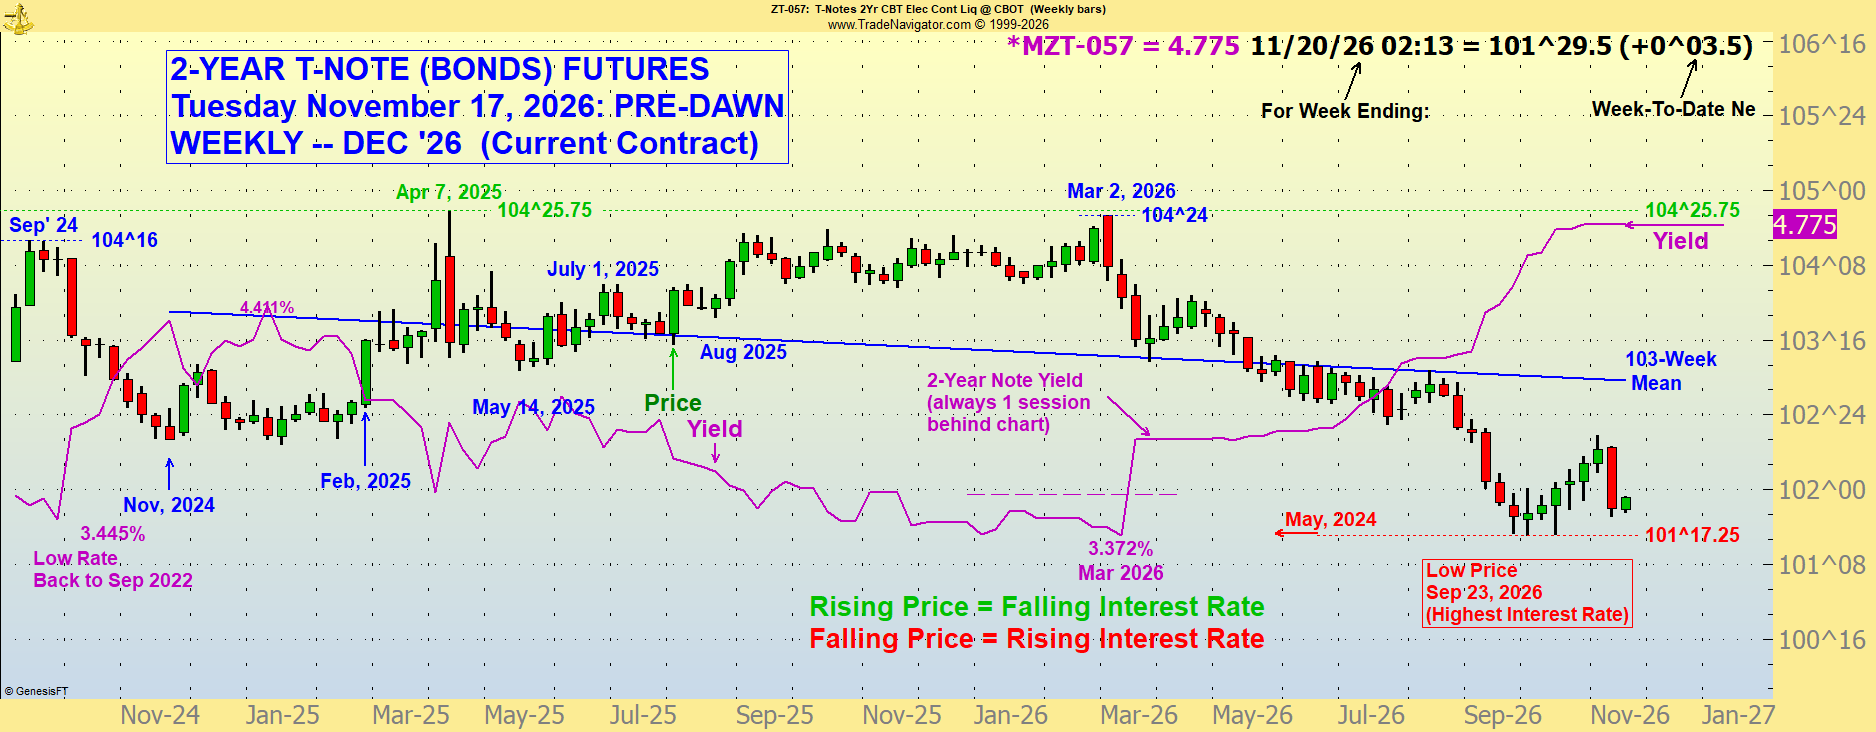 ZT-057: T-Notes 2Yr CBT Elec Cont Liq @ CBOT (Weekly bars)
www.TradeNavigator.com © 1999-2026
*MZT-057 = 4.775 11/20/26 02:13 = 101^29.5 (+0^03.5)
For Week Ending:
Week-To-Date Ne
2-YEAR T-NOTE (BONDS) FUTURES
Tuesday November 17, 2026: PRE-DAWN
WEEKLY -- DEC '26 (Current Contract)
106^16
105^24
105^00
104^25.75
4.775
Yield
104^08
103^16
102^24
102^00
101^08
100^16
Sep' 24
104^16
Apr 7, 2025
104^25.75
Mar 2, 2026
104^24
July 1, 2025
4.411%
Aug 2025
103-Week
Mean
2-Year Note Yield
(always 1 session
behind chart)
May 14, 2025
Price
Yield
Feb, 2025
Nov, 2024
3.445%
Low Rate
Back to Sep 2022
3.372%
Mar 2026
May, 2024
101^17.25
Low Price
Sep 23, 2026
(Highest Interest Rate)
Rising Price = Falling Interest Rate
Falling Price = Rising Interest Rate
© GenesisFT
Nov-24 Jan-25 Mar-25 May-25 Jul-25 Sep-25 Nov-25 Jan-26 Mar-26 May-26 Jul-26 Sep-26 Nov-26 Jan-27